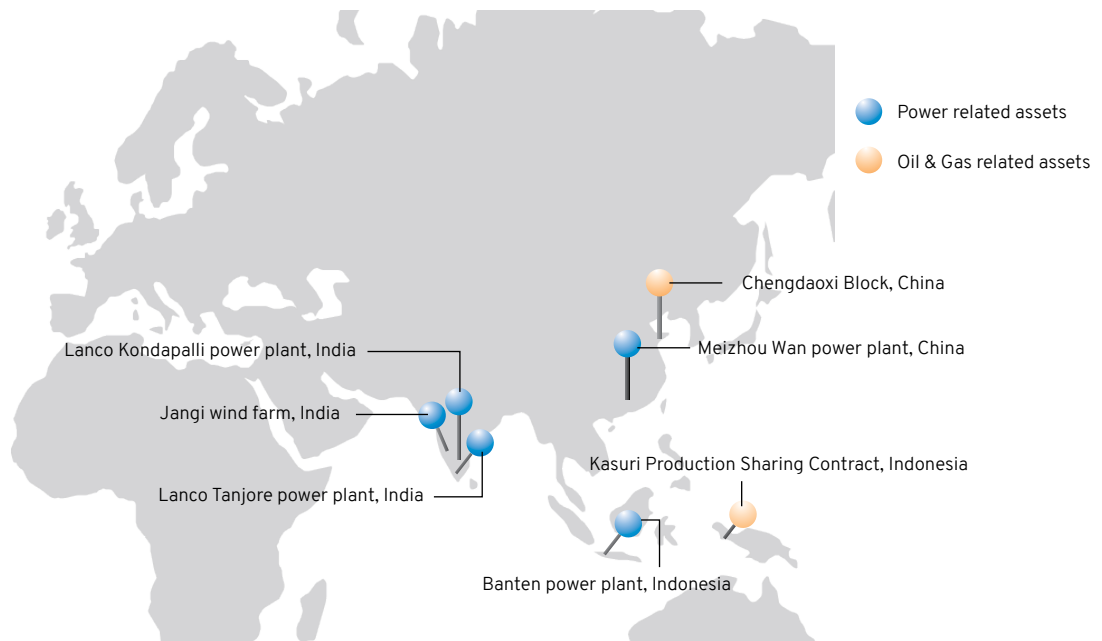 Power related assets
Oil & Gas related assets
Chengdaoxi Block, China
Lanco Kondapalli power plant, India
Meizhou Wan power plant, China
Jangi wind farm, India
Kasuri Production Sharing Contract, Indonesia
Lanco Tanjore power plant, India
Banten power plant, Indonesia